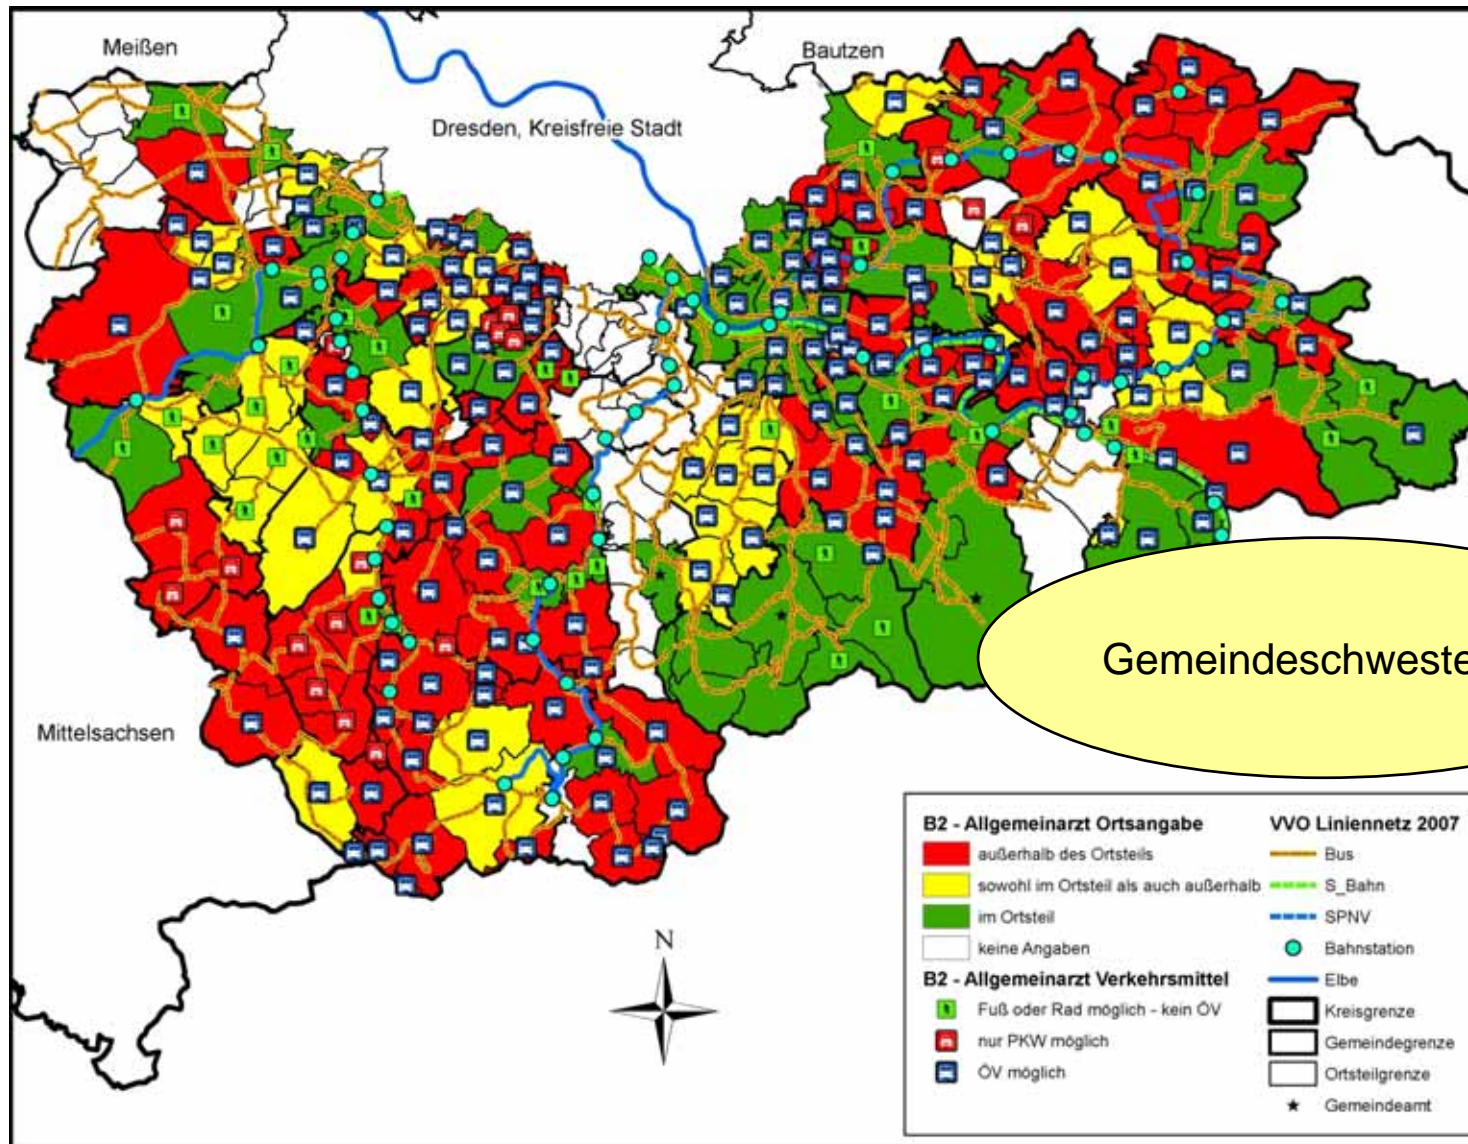 Meißen
Bautzen
Dresden, Kreisfreie Stadt
Gemeindeschweste
Mittelsachsen
N
B2 - Allgemeinarzt Ortsangabe
außerhalb des Ortsteils
sowohl im Ortsteil als auch außerhalb
im Ortsteil
keine Angaben
B2 - Allgemeinarzt Verkehrsmittel
Fuß oder Rad möglich - kein ÖV
nur PKW möglich
ÖV möglich
VVO Liniennetz 2007
Bus
S_Bahn
SPNV
Bahnstation
Elbe
Kreisgrenze
Gemeindegrenze
Ortsteilgrenze
Gemeindeamt